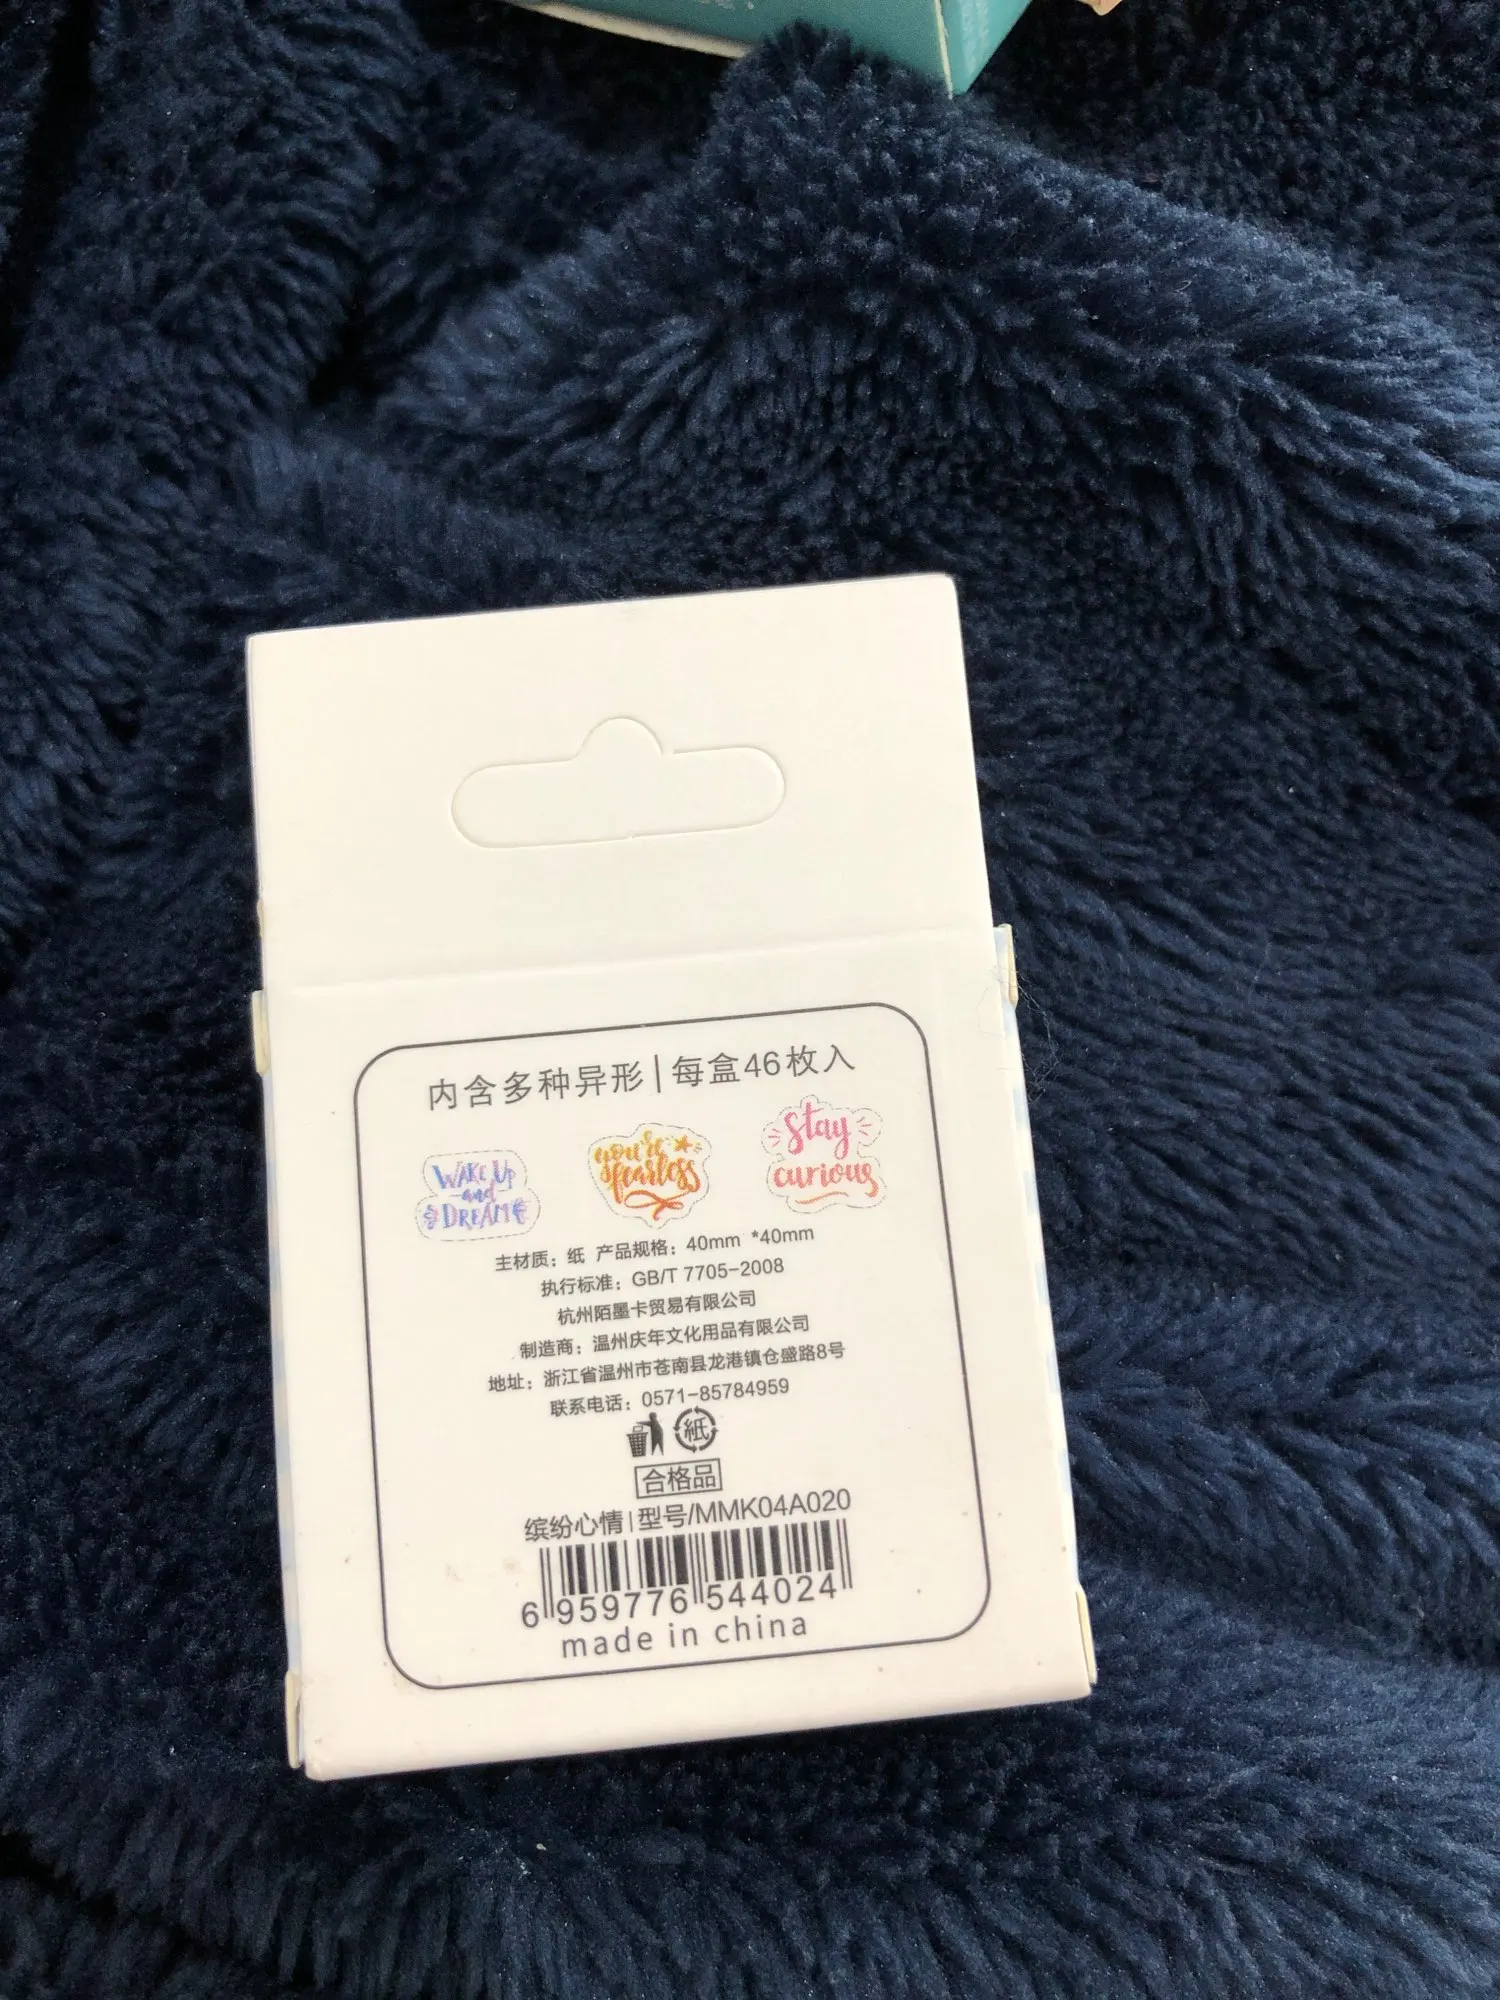 内含多种异形|每盒46枚入
WAKE UP
and
DREAM
you're
fearless
Stay
curious
主材质：纸 产品规格：40mm *40mm
执行标准：GB/T 7705-2008
杭州陌墨卡贸易有限公司
制造商：温州庆年文化用品有限公司
地址：浙江省温州市苍南县龙港镇仓盛路8号
联系电话：0571-85784959
紙
合格品
缤纷心情|型号/MMK04A020
6 959776 544024
made in china